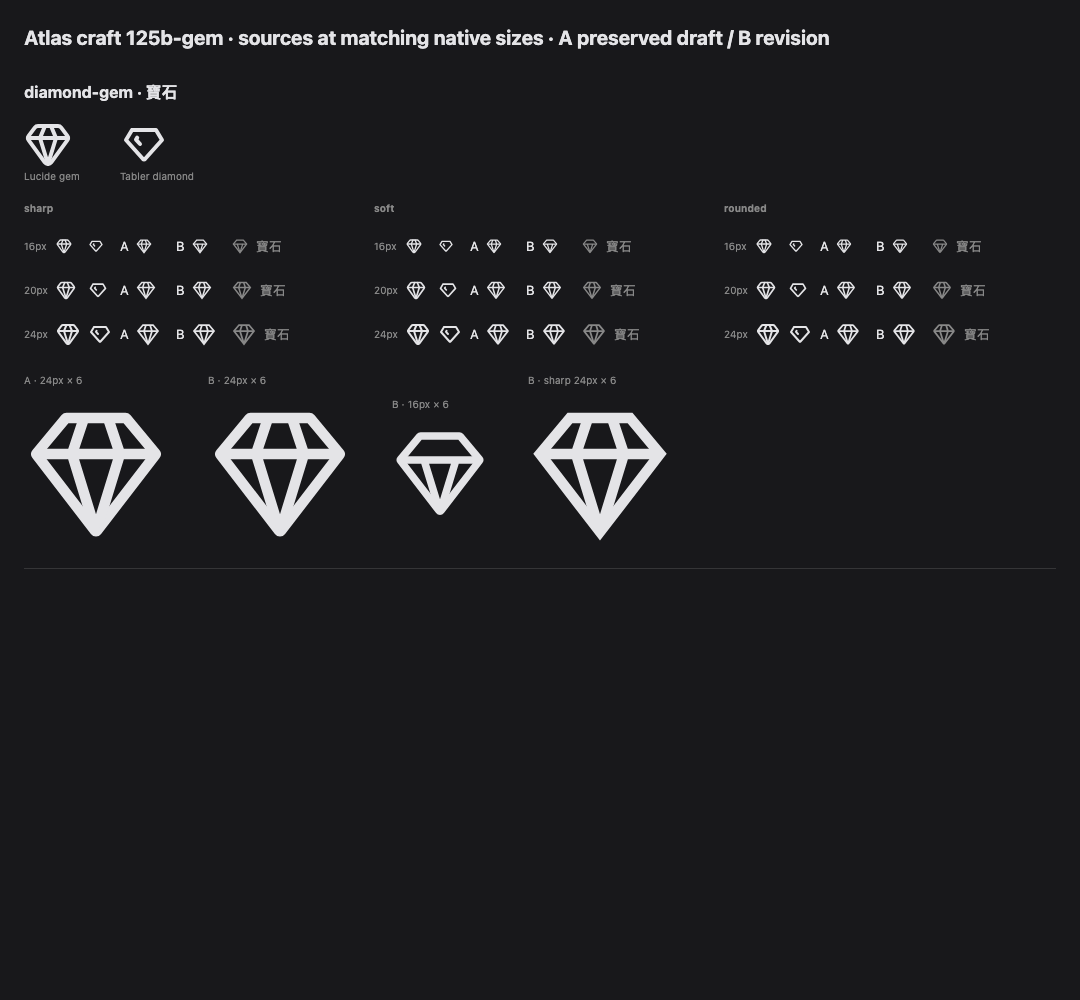 Atlas craft 125b-gem · sources at matching native sizes · A preserved draft / B revision
diamond-gem · 寶石
Lucide gem
Tabler diamond
sharp
soft
rounded
16px A B 寶石
16px A B 寶石
16px A B 寶石
20px A B 寶石
20px A B 寶石
20px A B 寶石
24px A B 寶石
24px A B 寶石
24px A B 寶石
A · 24px × 6
B · 24px × 6
B · 16px × 6
B · sharp 24px × 6